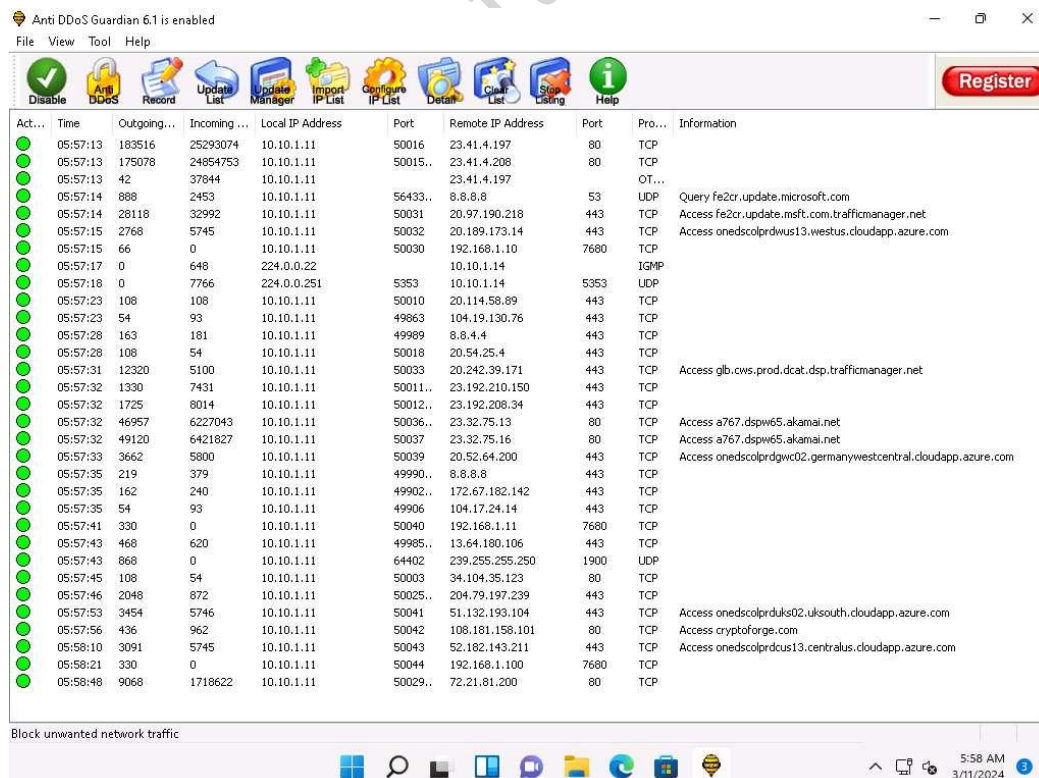 Anti DDoS Guardian 6.1 is enabled
File View Tool Help
Disable Anti DDoS Record Update List Update Manager Import IP List Configure IP List Detail Clear List Stop Listing Help Register
Act... Time Outgoing... Incoming ... Local IP Address Port Remote IP Address Port Pro... Information
05:57:13 183516 25293074 10.10.1.11 50016 23.41.4.197 80 TCP
05:57:13 175078 24854753 10.10.1.11 50015.. 23.41.4.208 80 TCP
05:57:13 42 37844 10.10.1.11 23.41.4.197 OT...
05:57:14 888 2453 10.10.1.11 56433.. 8.8.8.8 53 UDP Query fe2cr.update.microsoft.com
05:57:14 28118 32992 10.10.1.11 50031 20.97.190.218 443 TCP Access fe2cr.update.msft.com.trafficmanager.net
05:57:15 2768 5745 10.10.1.11 50032 20.189.173.14 443 TCP Access onedscolprdwus13.westus.cloudapp.azure.com
05:57:15 66 0 10.10.1.11 50030 192.168.1.10 7680 TCP
05:57:17 0 648 224.0.0.22 10.10.1.14 IGMP
05:57:18 0 7766 224.0.0.251 5353 10.10.1.14 5353 UDP
05:57:23 108 108 10.10.1.11 50010 20.114.58.89 443 TCP
05:57:23 54 93 10.10.1.11 49863 104.19.130.76 443 TCP
05:57:28 163 181 10.10.1.11 49989 8.8.4.4 443 TCP
05:57:28 108 54 10.10.1.11 50018 20.54.25.4 443 TCP
05:57:31 12320 5100 10.10.1.11 50033 20.242.39.171 443 TCP Access glb.cws.prod.dcat.dsp.trafficmanager.net
05:57:32 1330 7431 10.10.1.11 50011.. 23.192.210.150 443 TCP
05:57:32 1725 8014 10.10.1.11 50012.. 23.192.208.34 443 TCP
05:57:32 46957 6227043 10.10.1.11 50036.. 23.32.75.13 80 TCP Access a767.dspw65.akamai.net
05:57:32 49120 6421827 10.10.1.11 50037 23.32.75.16 80 TCP Access a767.dspw65.akamai.net
05:57:33 3662 5800 10.10.1.11 50039 20.52.64.200 443 TCP Access onedscolprdgwc02.germanywestcentral.cloudapp.azure.com
05:57:35 219 379 10.10.1.11 49990.. 8.8.8.8 443 TCP
05:57:35 162 240 10.10.1.11 49902.. 172.67.182.142 443 TCP
05:57:35 54 93 10.10.1.11 49906 104.17.24.14 443 TCP
05:57:41 330 0 10.10.1.11 50040 192.168.1.11 7680 TCP
05:57:43 468 620 10.10.1.11 49985.. 13.64.180.106 443 TCP
05:57:43 868 0 10.10.1.11 64402 239.255.255.250 1900 UDP
05:57:45 108 54 10.10.1.11 50003 34.104.35.123 80 TCP
05:57:46 2048 872 10.10.1.11 50025.. 204.79.197.239 443 TCP
05:57:53 3454 5746 10.10.1.11 50041 51.132.193.104 443 TCP Access onedscolprduks02.uksouth.cloudapp.azure.com
05:57:56 436 962 10.10.1.11 50042 108.181.158.101 80 TCP Access cryptoforge.com
05:58:10 3091 5745 10.10.1.11 50043 52.182.143.211 443 TCP Access onedscolprdcus13.centralus.cloudapp.azure.com
05:58:21 330 0 10.10.1.11 50044 192.168.1.100 7680 TCP
05:58:48 9068 1718622 10.10.1.11 50029.. 72.21.81.200 80 TCP
Block unwanted network traffic
5:58 AM
3/11/2024
3